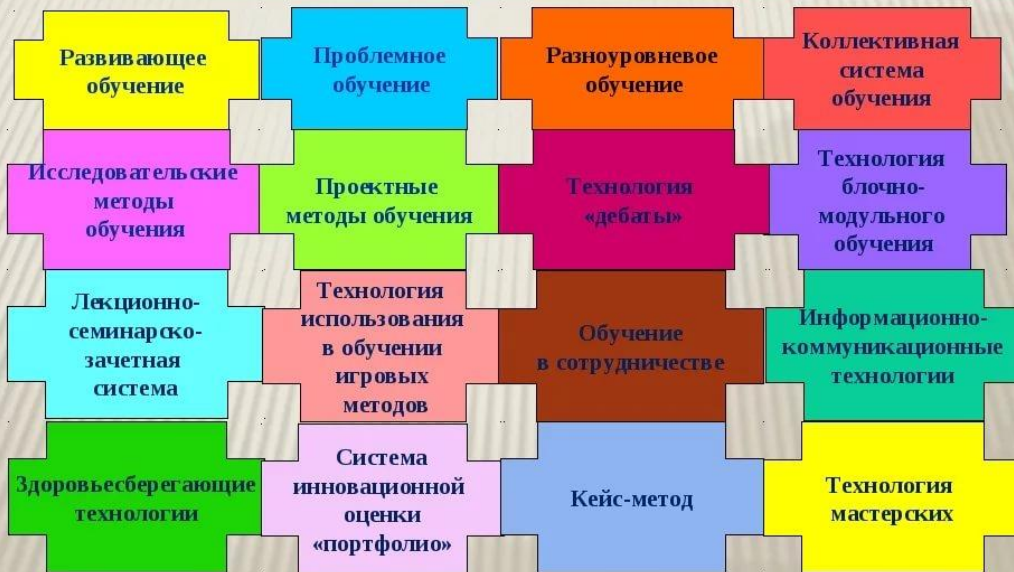 Развивающее
обучение
Проблемное
обучение
Разноуровневое
обучение
Коллективная
система
обучения
Исследовательские
методы
обучения
Проектные
методы обучения
Технология
«дебаты»
Технология
блочно-
модульного
обучения
Лекционно-
семинарско-
зачетная
система
Технология
использования
в обучении
игровых
методов
Обучение
в сотрудничестве
Информационно-
коммуникационные
технологии
Здоровьесберегающие
технологии
Система
инновационной
оценки
«портфолио»
Кейс-метод
Технология
мастерских